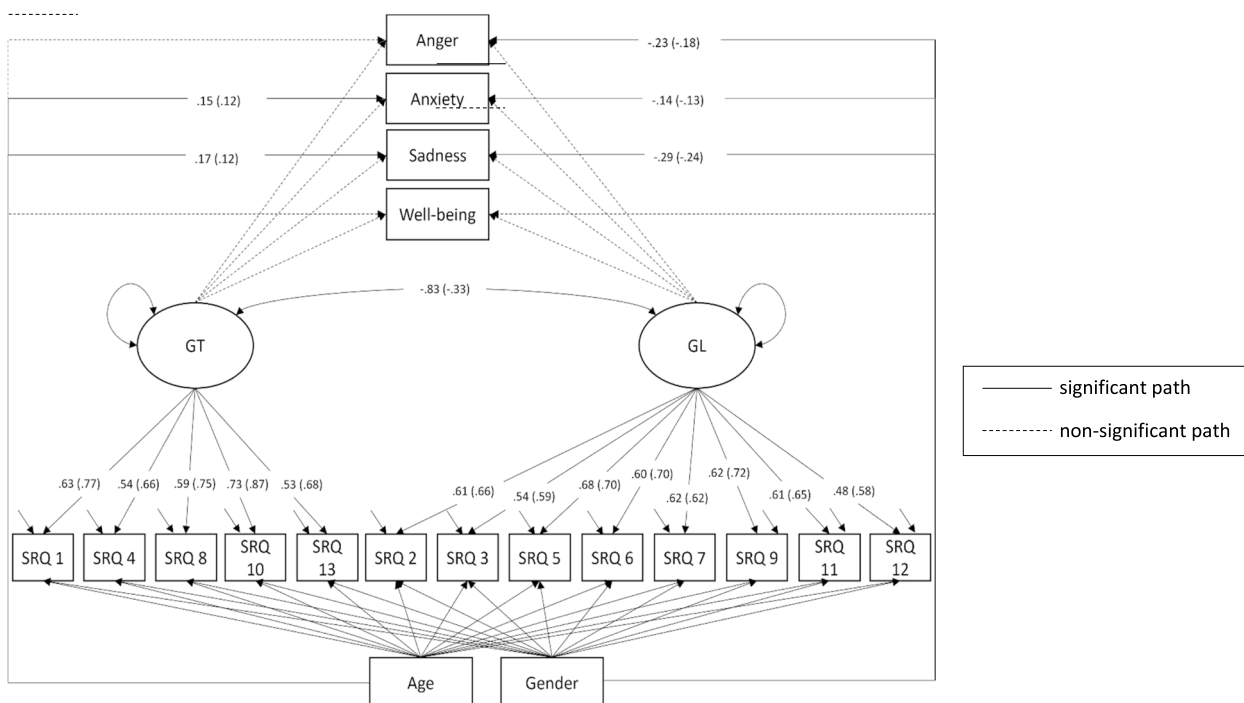 Anger
-.23 (-.18)
.15 (.12)
Anxiety
-.14 (-.13)
.17 (.12)
Sadness
-.29 (-.24)
Well-being
-.83 (-.33)
GT
GL
significant path
non-significant path
.63 (.77)
.54 (.66)
.59 (.75)
.73 (.87)
.53 (.68)
.61 (.66)
.54 (.59)
.68 (.70)
.60 (.70)
.62 (.62)
.62 (.72)
.61 (.65)
.48 (.58)
SRQ 1
SRQ 4
SRQ 8
SRQ
10
SRQ
13
SRQ 2
SRQ 3
SRQ 5
SRQ 6
SRQ 7
SRQ 9
SRQ
11
SRQ
12
Age
Gender